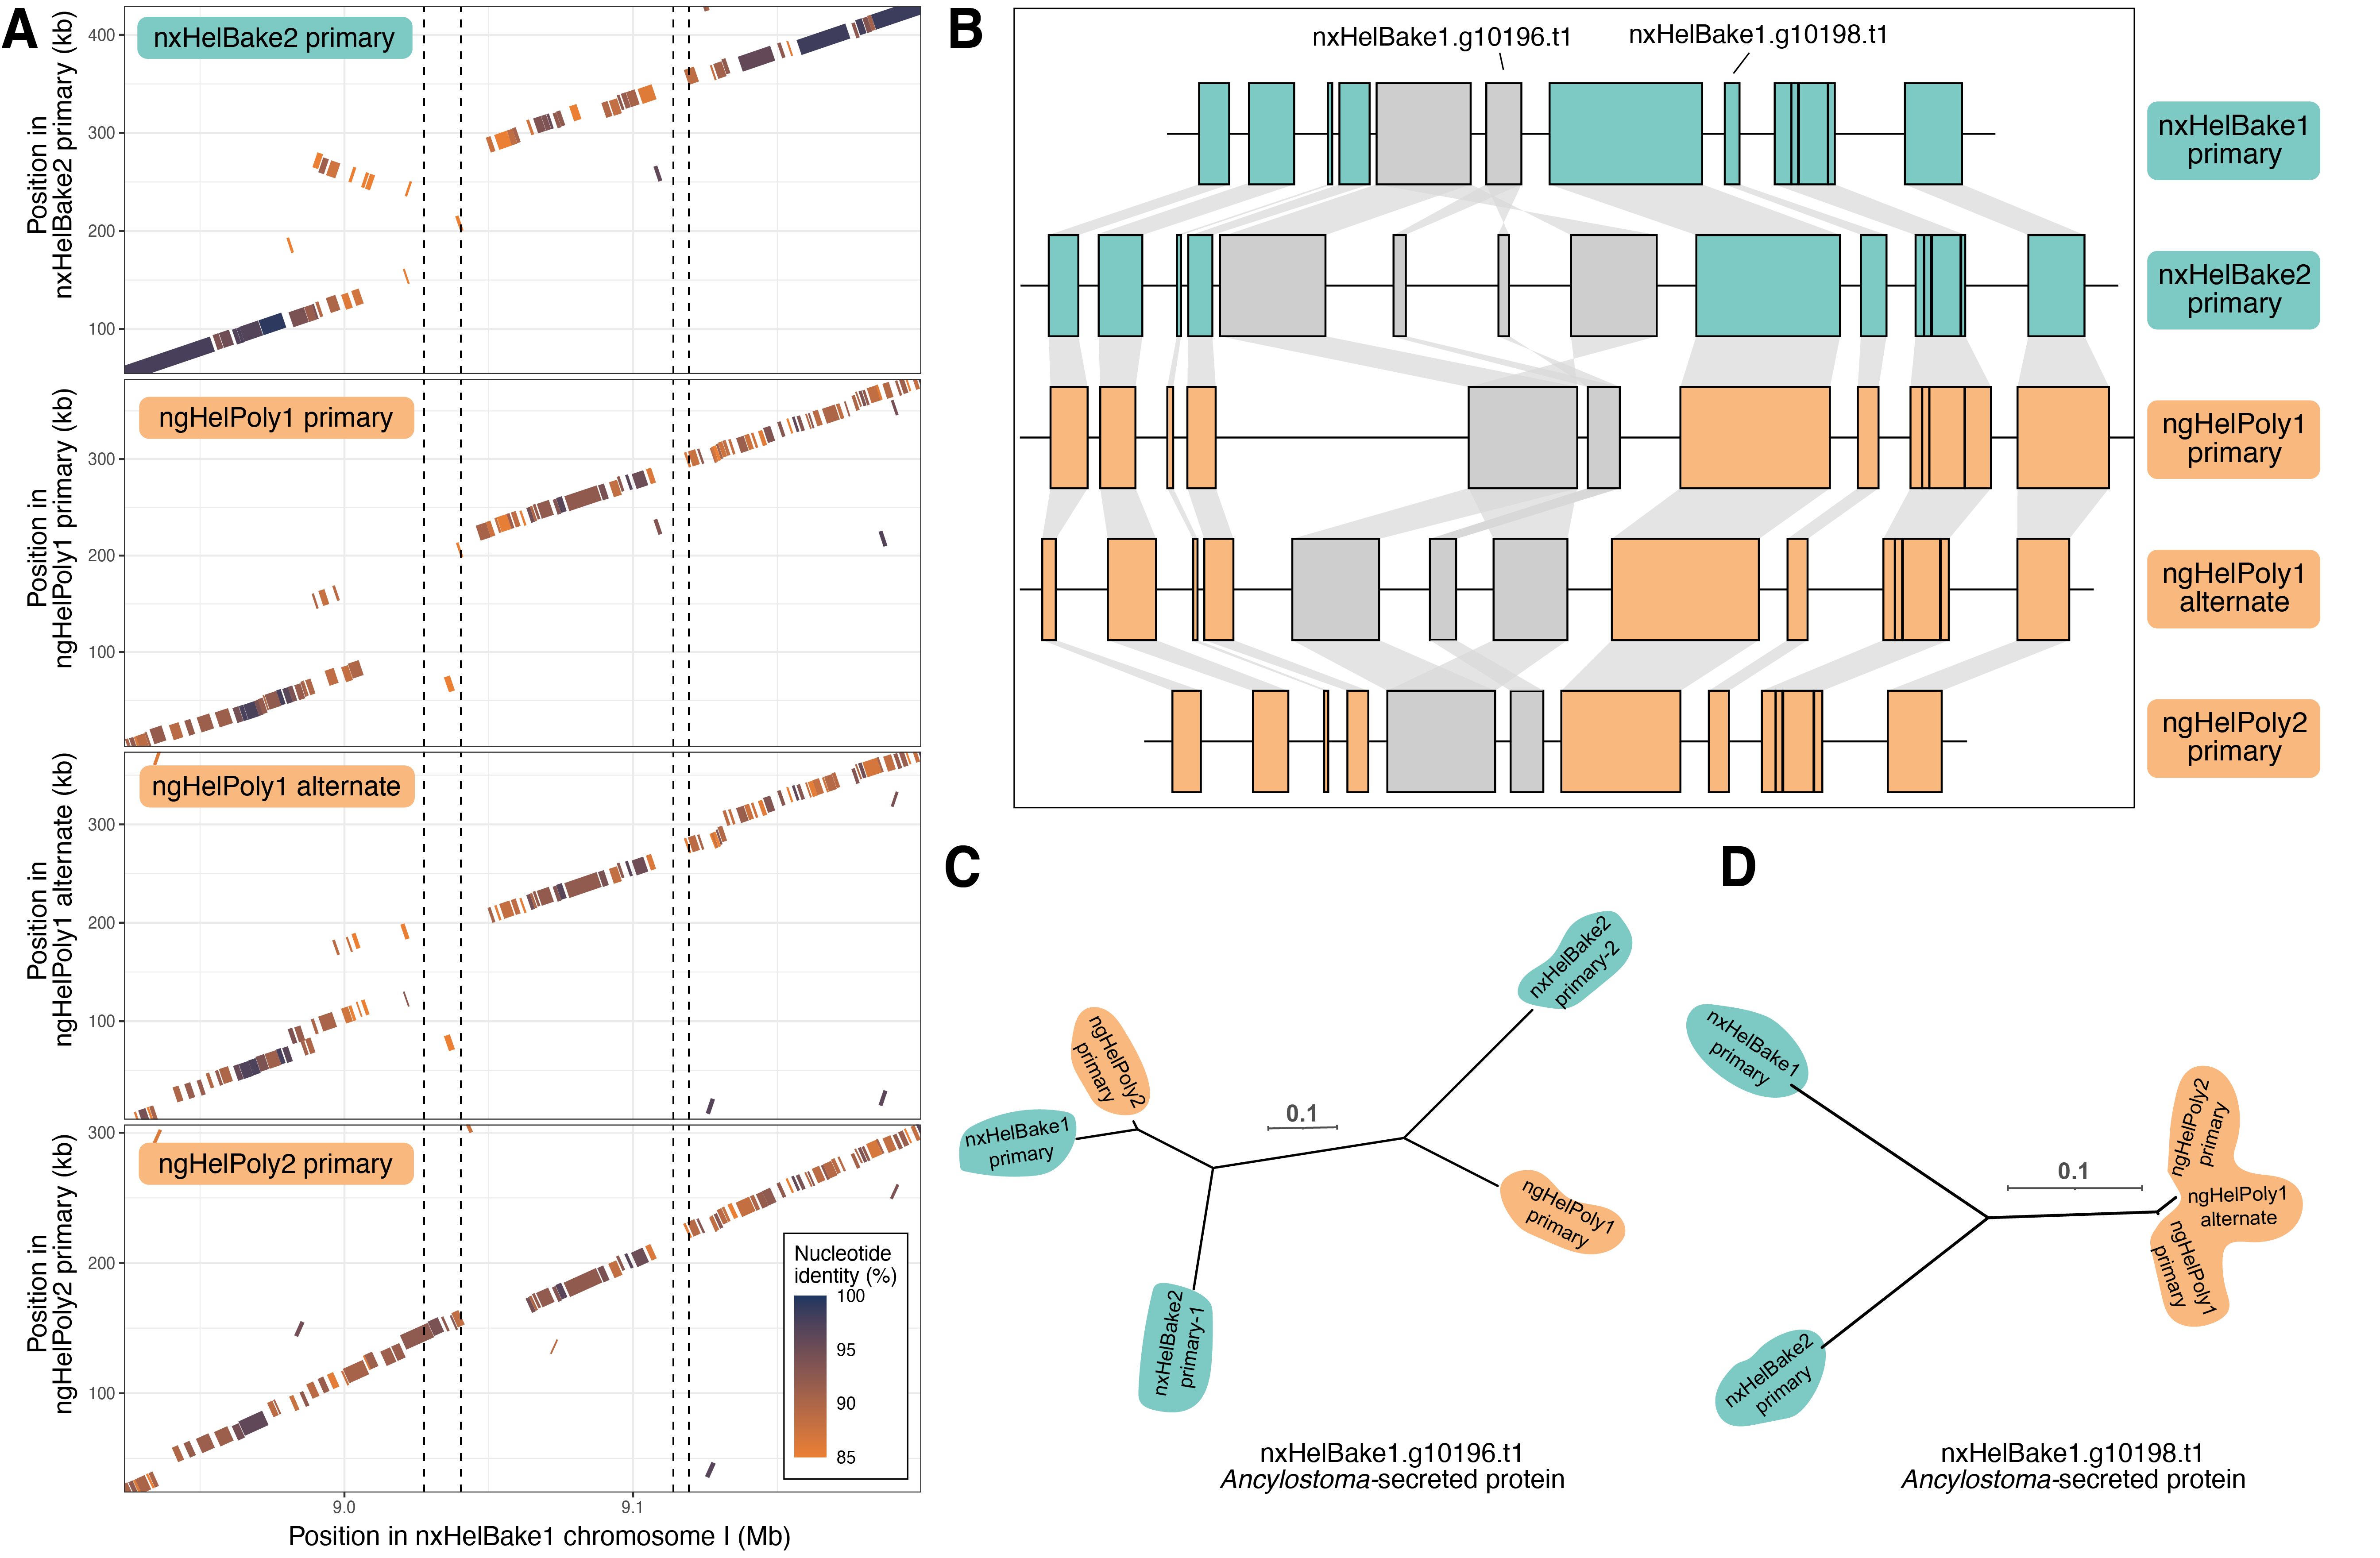 A
nxHelBake2 primary
Position in
nxHelBake2 primary (kb)
400
300
200
100
ngHelPoly1 primary
Position in
ngHelPoly1 primary (kb)
300
200
100
ngHelPoly1 alternate
Position in
ngHelPoly1 alternate (kb)
300
200
100
ngHelPoly2 primary
Position in
ngHelPoly2 primary (kb)
300
200
100
Nucleotide
identity (%)
100
95
90
85
9.0
9.1
Position in nxHelBake1 chromosome I (Mb)
B
nxHelBake1.g10196.t1
nxHelBake1.g10198.t1
nxHelBake1
primary
nxHelBake2
primary
ngHelPoly1
primary
ngHelPoly1
alternate
ngHelPoly2
primary
C
nxHelBake2
primary-2
ngHelPoly2
primary
nxHelBake1
primary
0.1
ngHelPoly1
primary
nxHelBake2
primary-1
nxHelBake1.g10196.t1
Ancylostoma-secreted protein
D
nxHelBake1
primary
ngHelPoly2
primary
0.1
ngHelPoly1
alternate
ngHelPoly1
primary
nxHelBake2
primary
nxHelBake1.g10198.t1
Ancylostoma-secreted protein